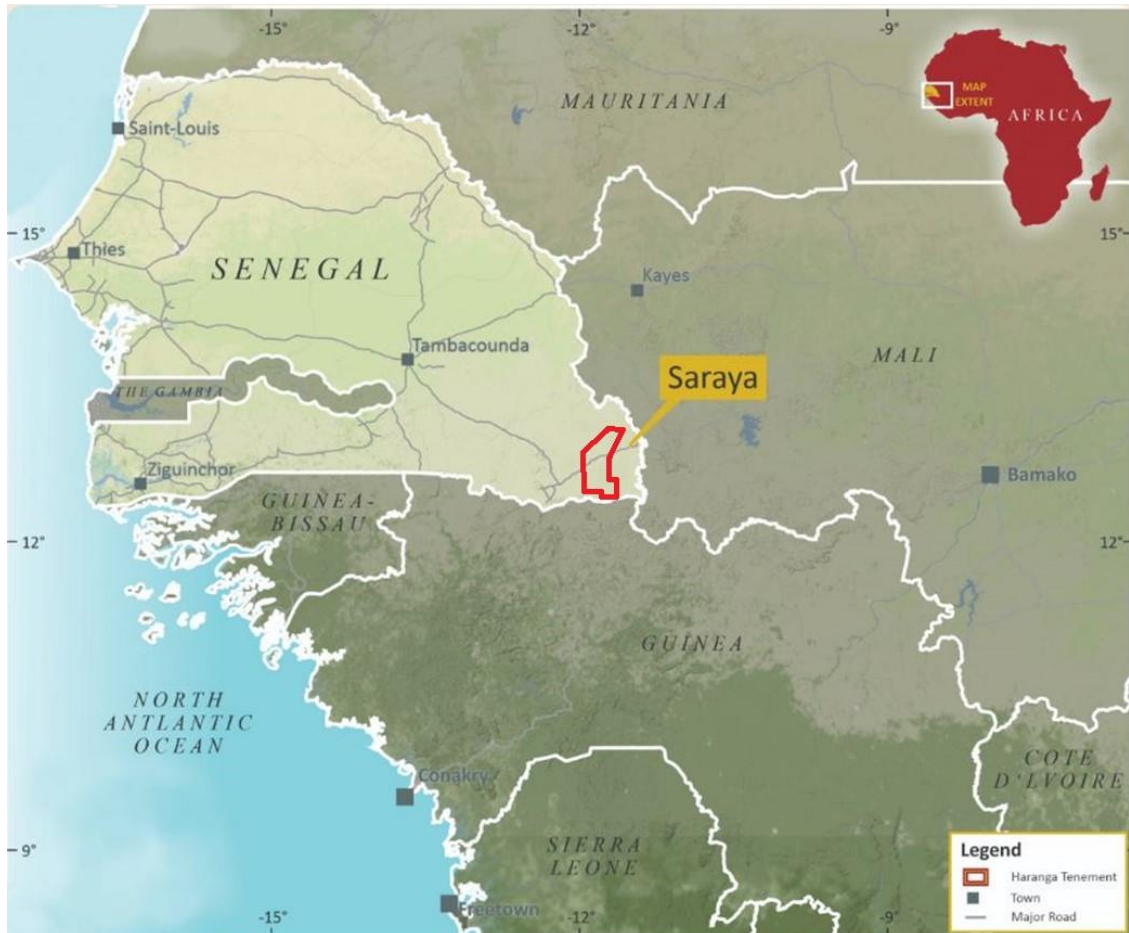 -15°
-12°
-9°
MAURITANIA
MAP
EXTENT
AFRICA
Saint-Louis
15°
15°
Thies
SENEGAL
Kayes
Tambacounda
MALI
Saraya
THE GAMBIA
Ziguinchor
Bamako
GUINEA-
BISSAU
12°
12°
GUINEA
NORTH
ANTLANTIC
OCEAN
COTE
D'LVOIRE
Conakry
SIERRA
LEONE
9°
Legend
Haranga Tenement
Town
Major Road
Freetown
-15°
-12°
-9°